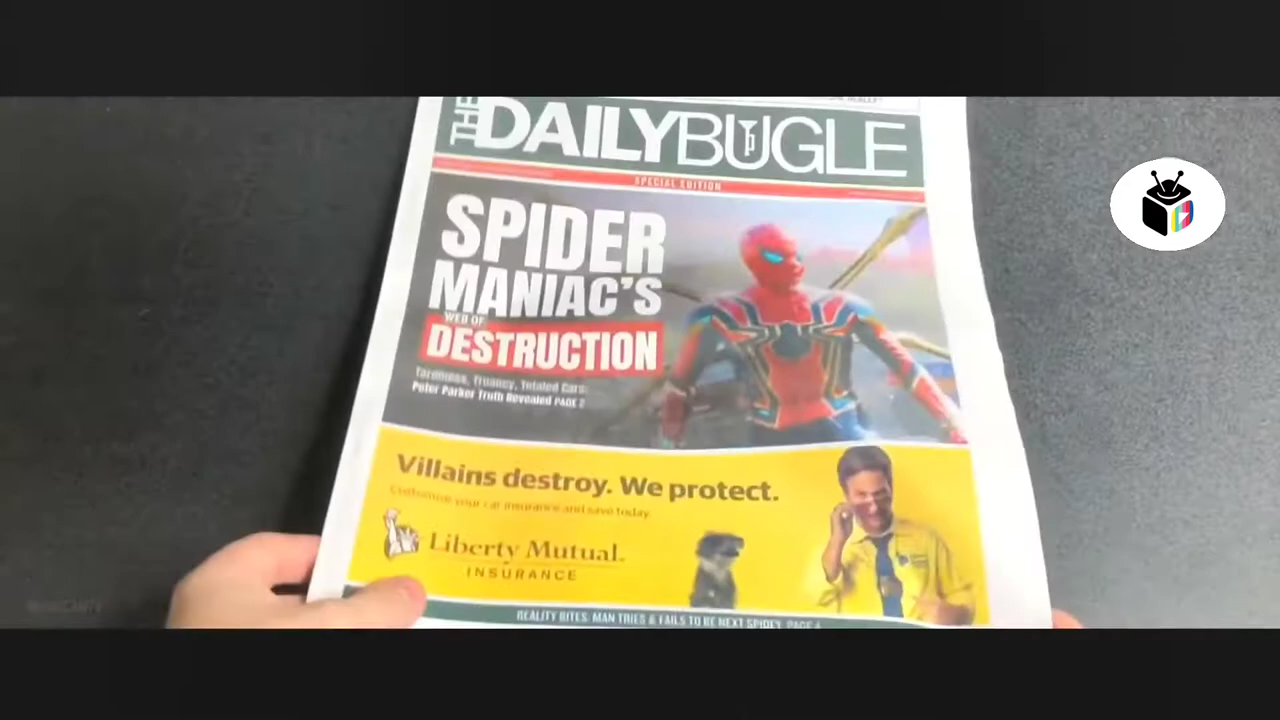 THE DAILY BUGLE
SPECIAL EDITION
SPIDER
MANIAC'S
WEB OF
DESTRUCTION
Tardiness, Truancy, Totaled Cars:
Peter Parker Truth Revealed PAGE 2
Villains destroy. We protect.
Customize your car insurance and save today.
Liberty Mutual.
INSURANCE
REALITY BITES: MAN TRIES & FAILS TO BE NEXT SPIDEY, PAGE 4